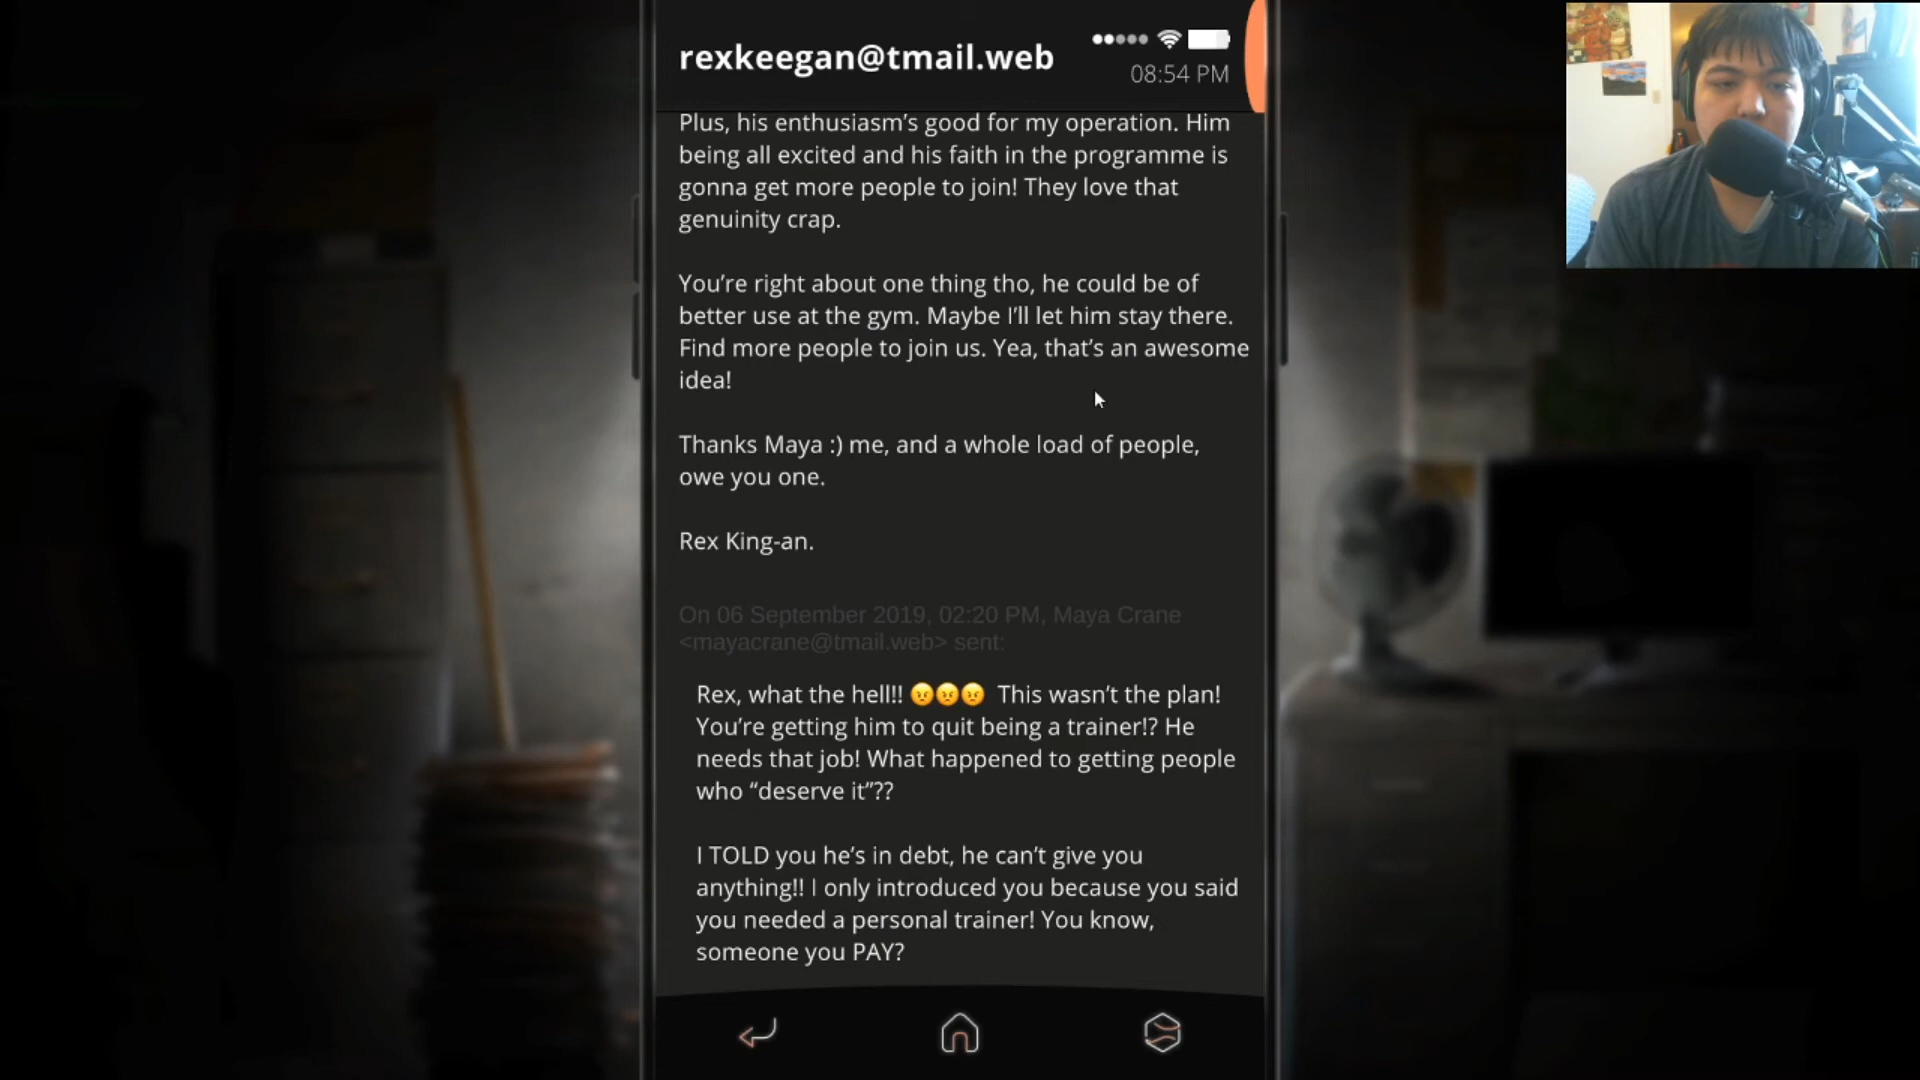 rexkeegan@tmail.web
08:54 PM
Plus, his enthusiasm's good for my operation. Him
being all excited and his faith in the programme is
gonna get more people to join! They love that
genuinity crap.
You're right about one thing tho, he could be of
better use at the gym. Maybe I'll let him stay there.
Find more people to join us. Yea, that's an awesome
idea!
Thanks Maya :) me, and a whole load of people,
owe you one.
Rex King-an.
On 06 September 2019, 02:20 PM, Maya Crane
<mayacrane@tmail.web> sent:
Rex, what the hell!! 😠😠😠 This wasn't the plan!
You're getting him to quit being a trainer!? He
needs that job! What happened to getting people
who “deserve it”??
I TOLD you he's in debt, he can't give you
anything!! I only introduced you because you said
you needed a personal trainer! You know,
someone you PAY?